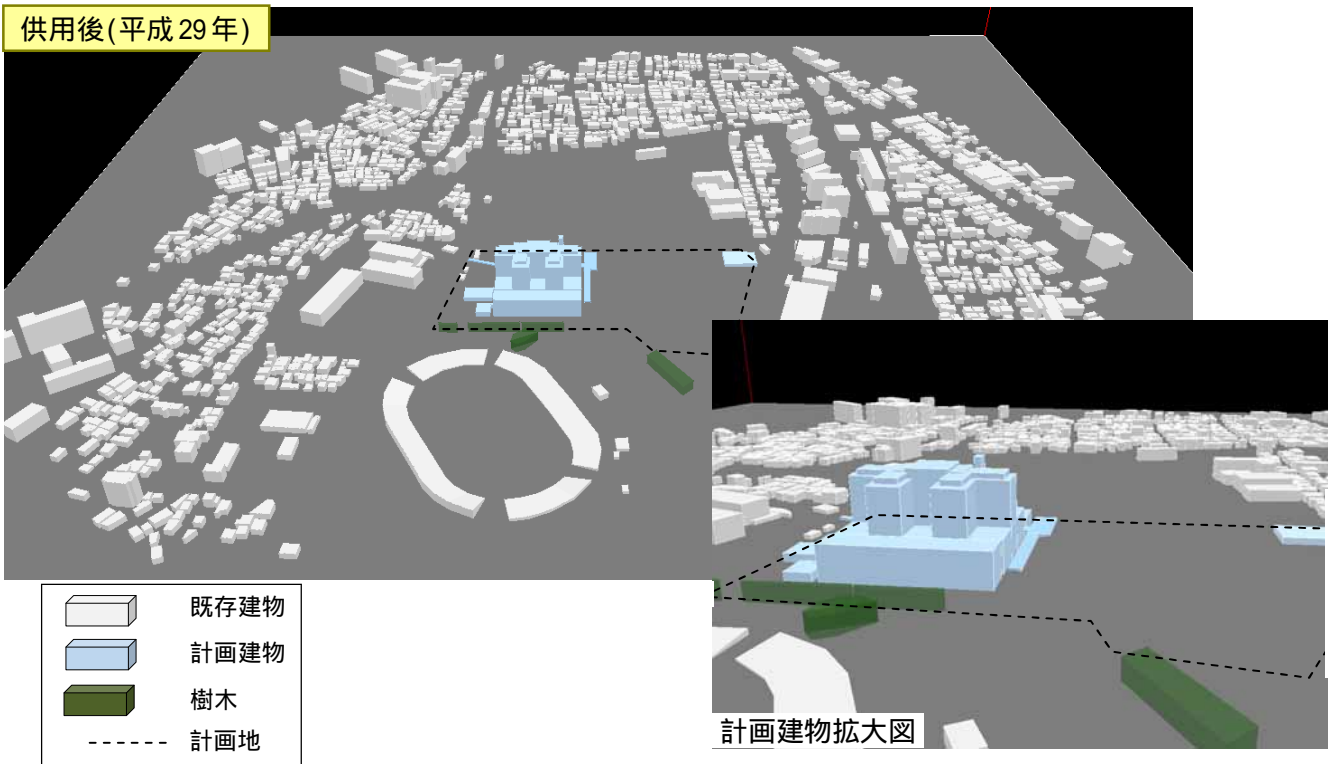 供用後(平成29年)
既存建物
計画建物
樹木
計画地
計画建物拡大図